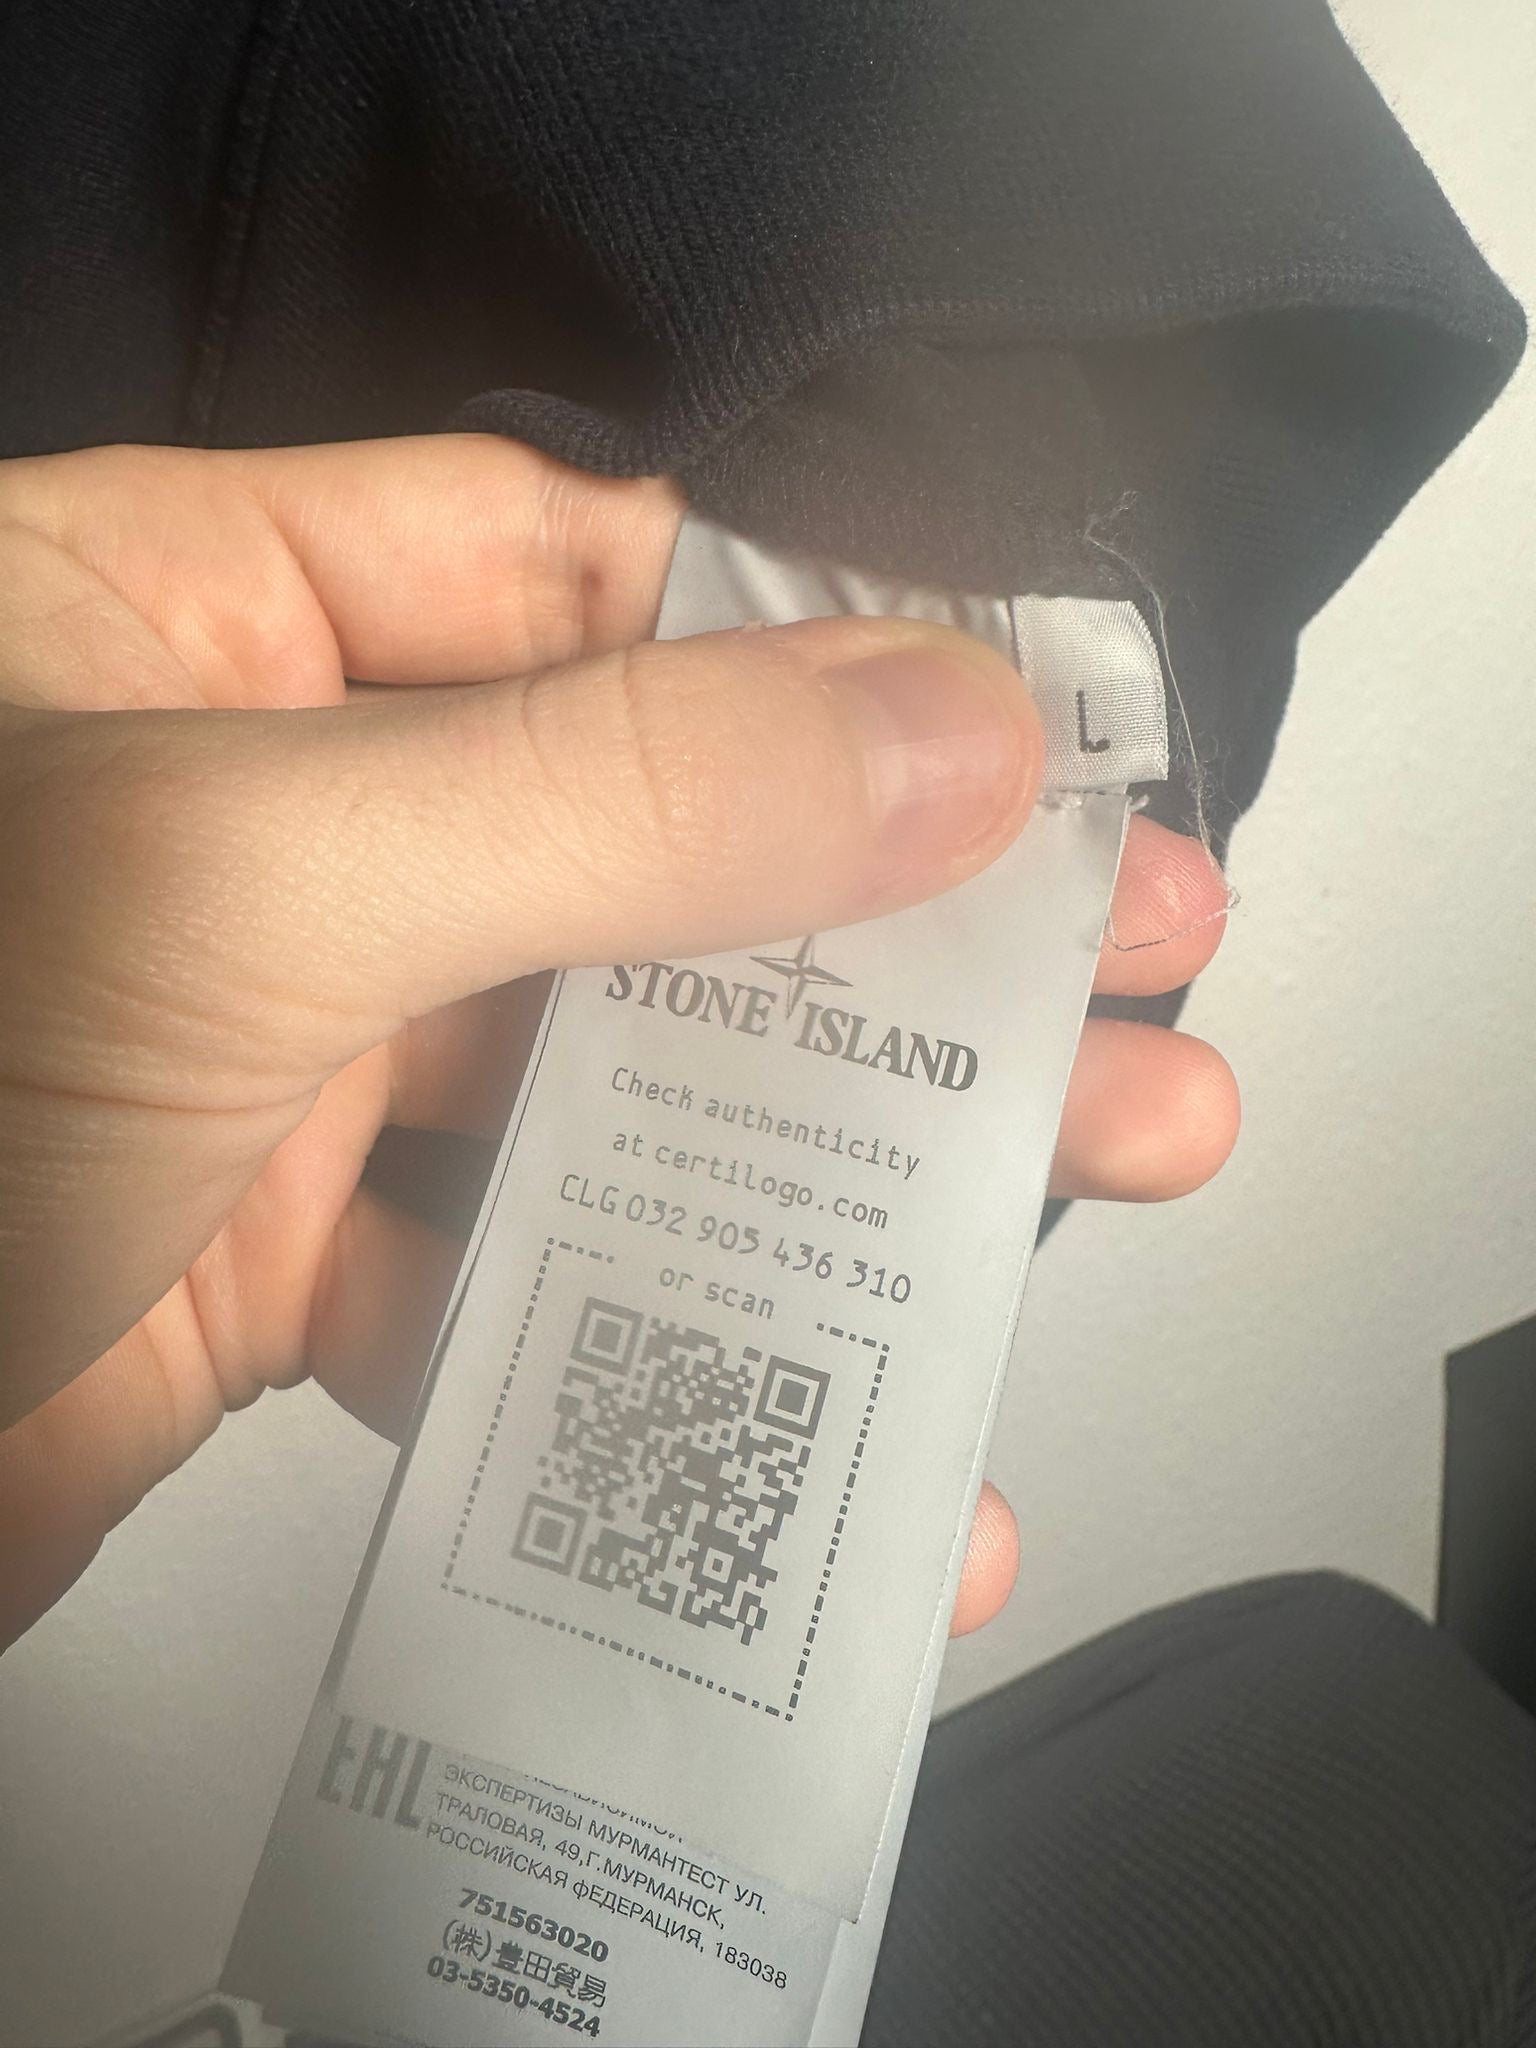 L
STONE ISLAND
Check authenticity
at certilogo.com
CLG 032 905 436 310
or scan
EAC
ЭКСПЕРТИЗЫ МУРМАНТЕСТ УЛ.
ТРАЛОВАЯ, 49,Г.МУРМАНСК,
РОССИЙСКАЯ ФЕДЕРАЦИЯ, 183038
751563020
(株)豊田貿易
03-5350-4524